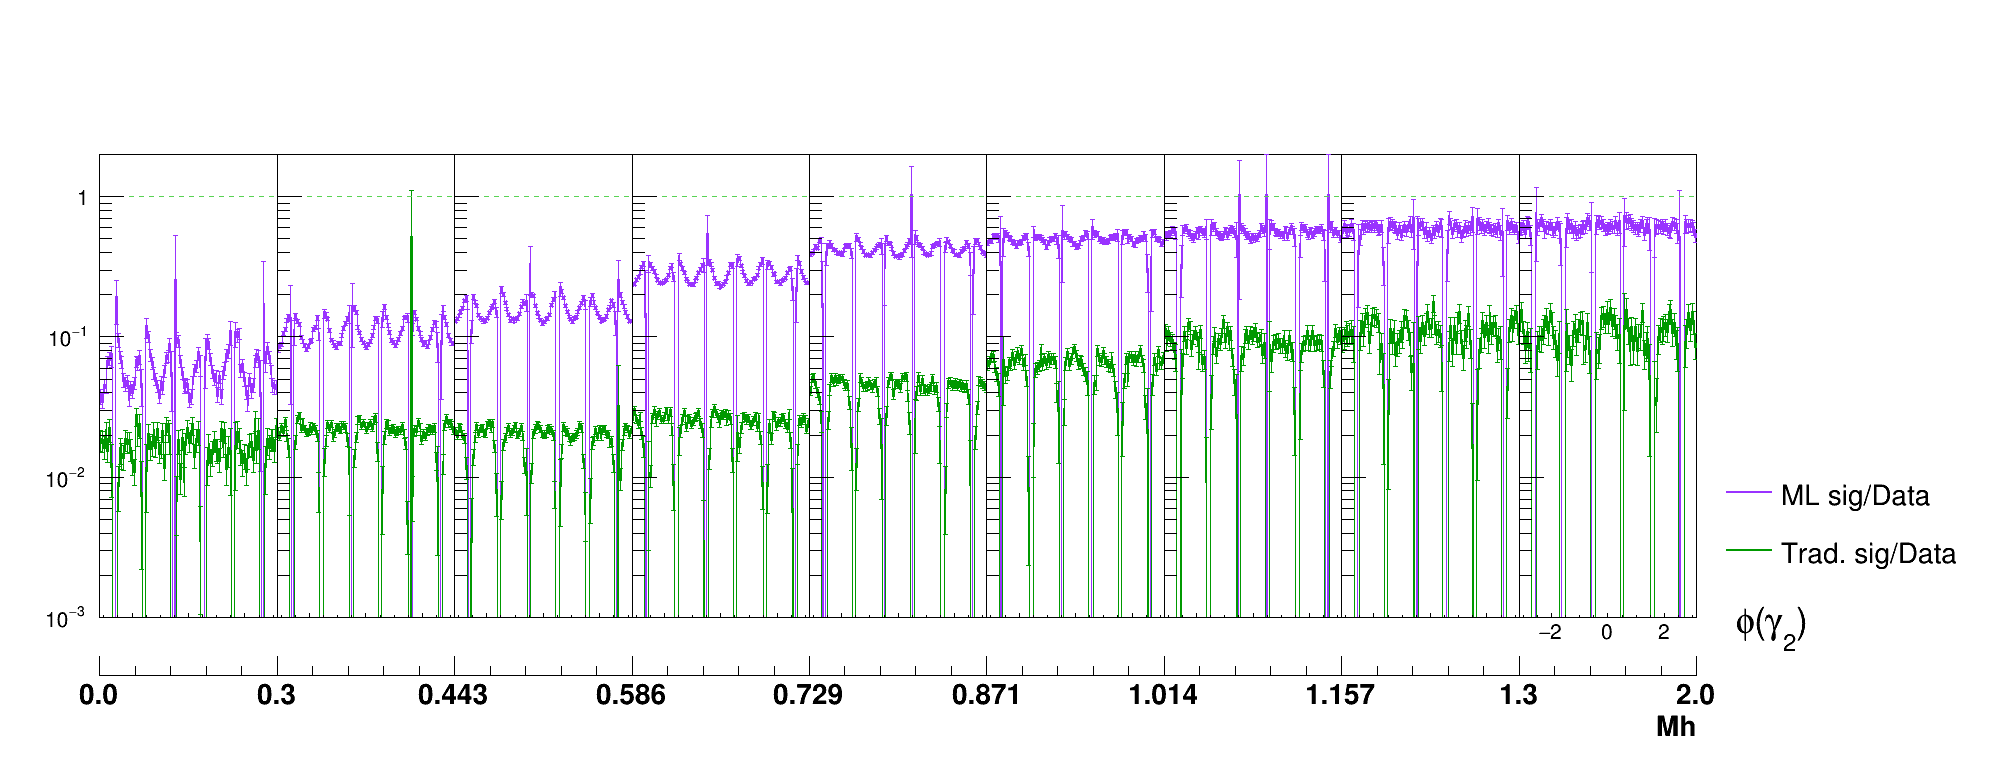 1
10⁻¹
10⁻²
10⁻³
ML sig/Data
Trad. sig/Data
−2 0 2
ϕ(γ₂)
0.0 0.3 0.443 0.586 0.729 0.871 1.014 1.157 1.3 2.0
Mh